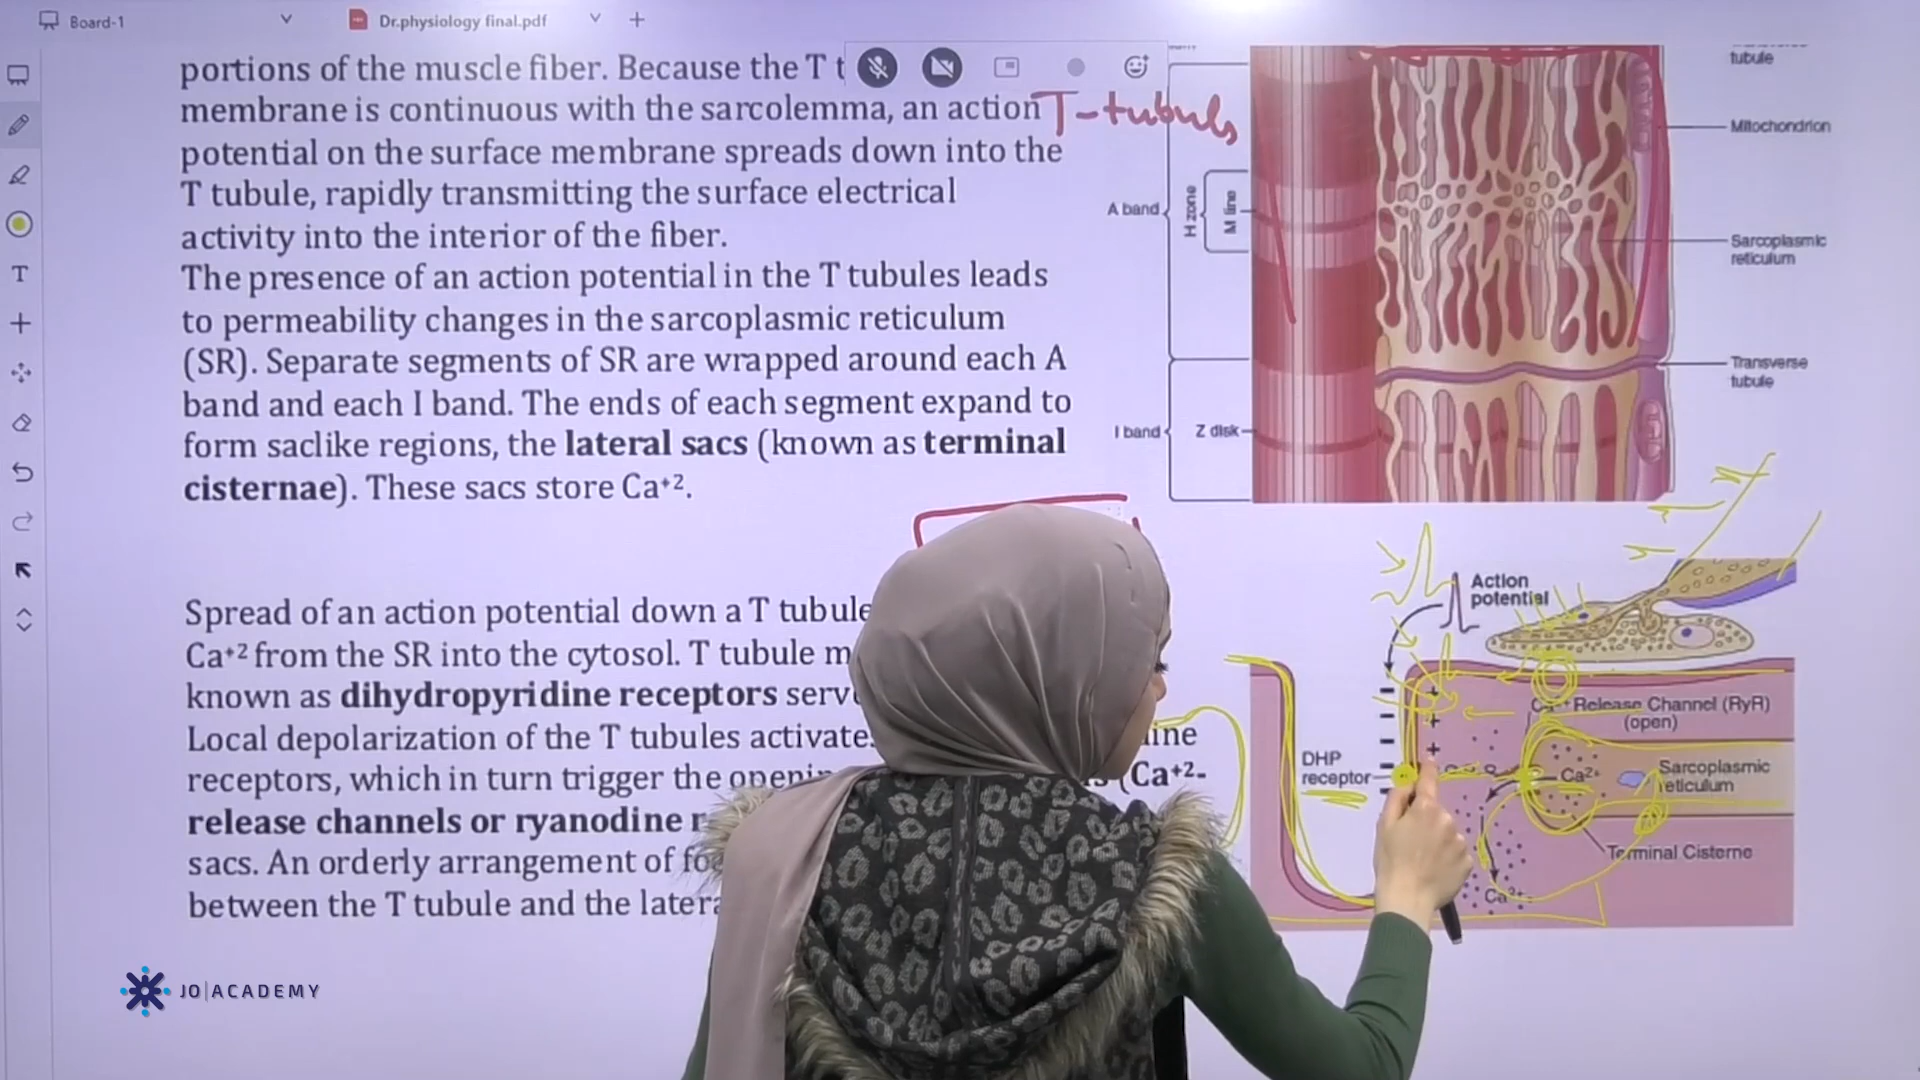 Board-1
Dr.physiology final.pdf
portions of the muscle fiber. Because the T t
membrane is continuous with the sarcolemma, an action
potential on the surface membrane spreads down into the
T tubule, rapidly transmitting the surface electrical
activity into the interior of the fiber.
The presence of an action potential in the T tubules leads
to permeability changes in the sarcoplasmic reticulum
(SR). Separate segments of SR are wrapped around each A
band and each I band. The ends of each segment expand to
form saclike regions, the lateral sacs (known as terminal
cisternae). These sacs store Ca⁺².
Spread of an action potential down a T tubule
Ca⁺² from the SR into the cytosol. T tubule m
known as dihydropyridine receptors serv
Local depolarization of the T tubules activate
receptors, which in turn trigger the openin (Ca⁺²-
release channels or ryanodine r
sacs. An orderly arrangement of foo
between the T tubule and the latera
T-tubuls
tubule
Mitochondrion
A band
H zone
M line
Sarcoplasmic
reticulum
Transverse
tubule
I band
Z disk
Action
potential
Release Channel (RyR)
(open)
DHP
receptor
Ca²⁺
Sarcoplasmic
reticulum
Terminal Cisterne
Ca²⁺
T
JO|ACADEMY